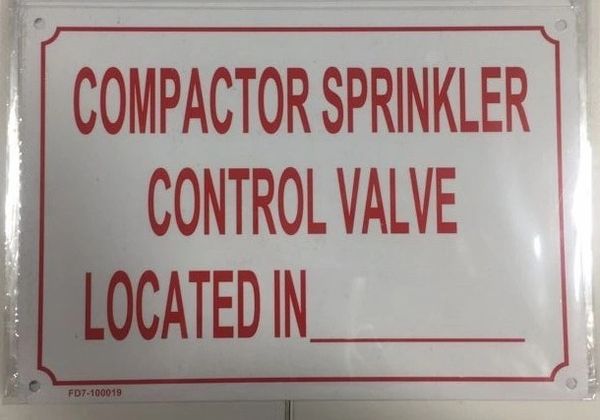 COMPACTOR SPRINKLER
CONTROL VALVE
LOCATED IN__________
FD7-100019